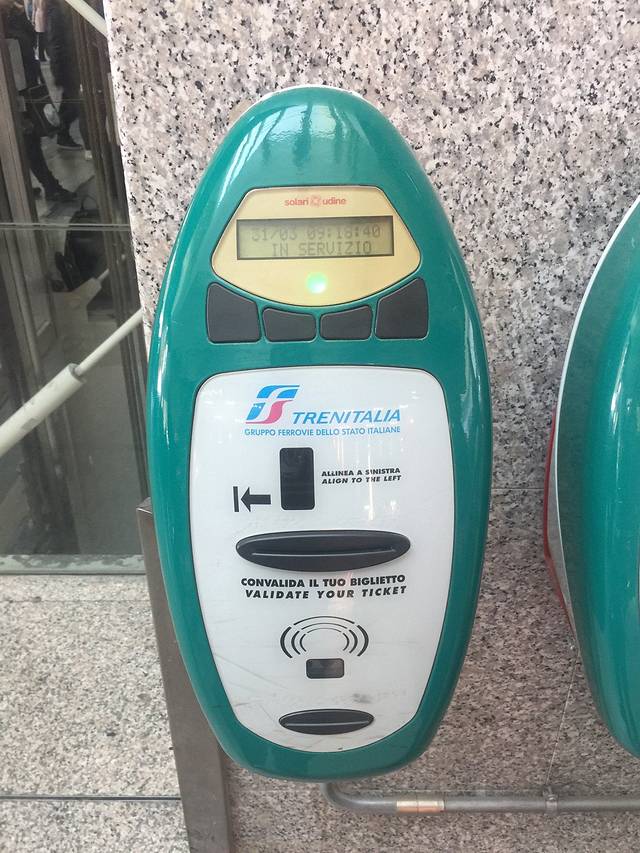 solari udine
31/03 09:18:40
IN SERVIZIO
TRENITALIA
GRUPPO FERROVIE DELLO STATO ITALIANE
ALLINEA A SINISTRA
ALIGN TO THE LEFT
CONVALIDA IL TUO BIGLIETTO
VALIDATE YOUR TICKET